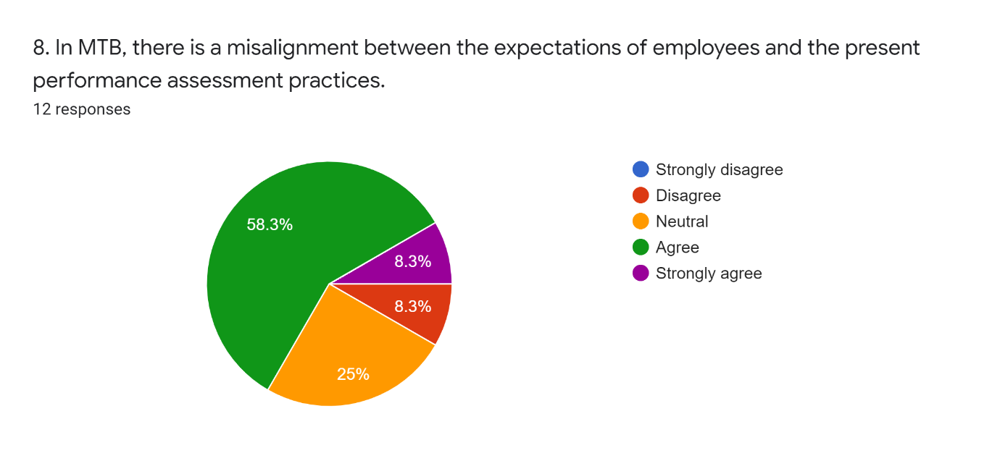 8. In MTB, there is a misalignment between the expectations of employees and the present
performance assessment practices.
12 responses
Strongly disagree
Disagree
Neutral
Agree
Strongly agree
58.3%
8.3%
8.3%
25%